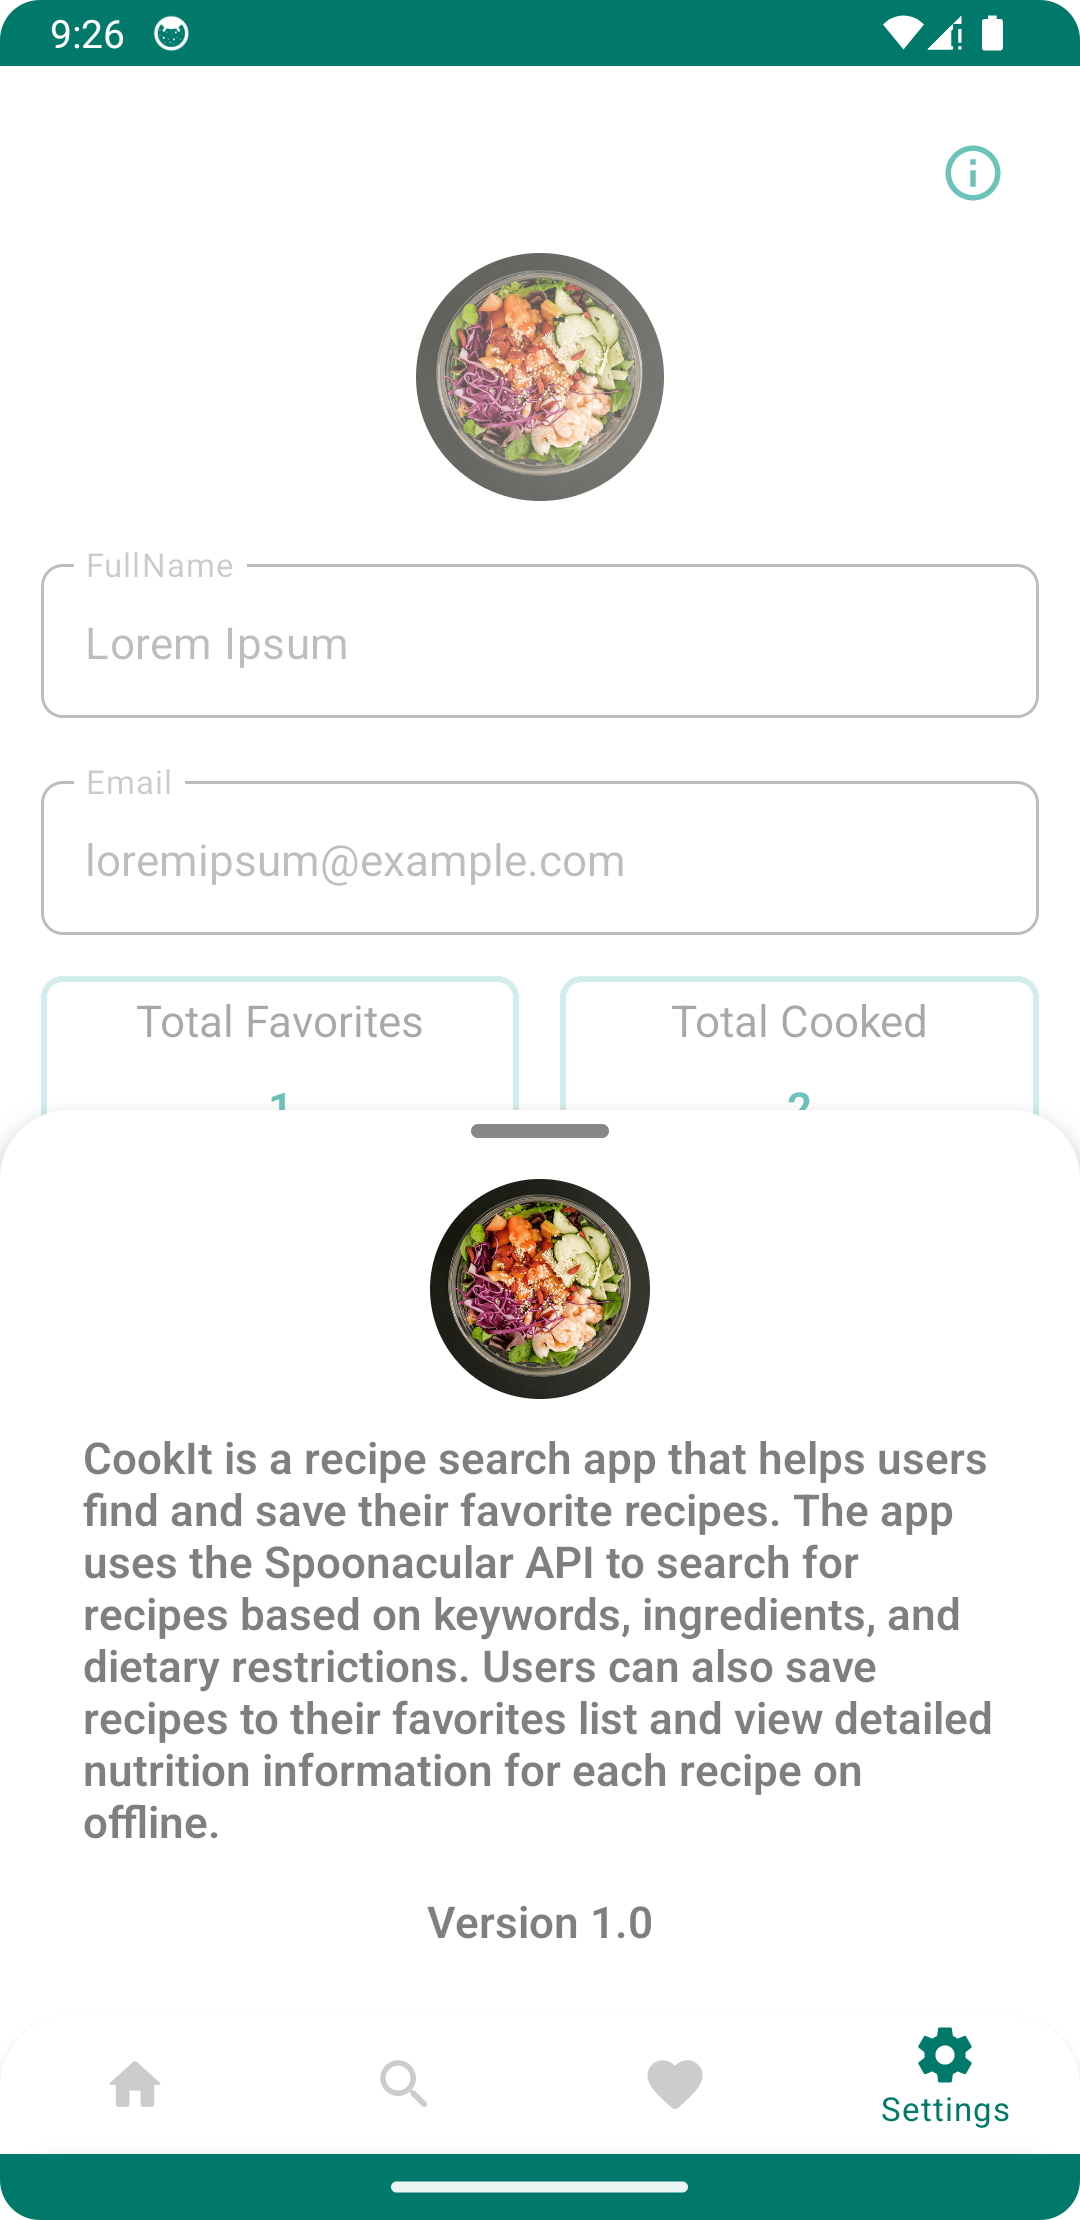 9:26
FullName
Lorem Ipsum
Email
loremipsum@example.com
Total Favorites
Total Cooked
1
2
CookIt is a recipe search app that helps users
find and save their favorite recipes. The app
uses the Spoonacular API to search for
recipes based on keywords, ingredients, and
dietary restrictions. Users can also save
recipes to their favorites list and view detailed
nutrition information for each recipe on
offline.
Version 1.0
Settings